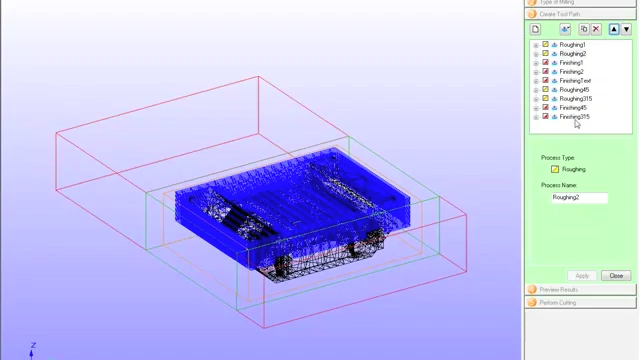 Type of Milling
Create Tool Path
Roughing1
Roughing2
Finishing1
Finishing2
FinishingText
Roughing45
Roughing315
Finishing45
Finishing315
Process Type:
Roughing
Process Name:
Roughing2
Apply
Close
Preview Results
Perform Cutting
Z